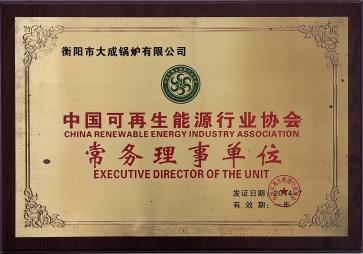 衡阳市大成锅炉有限公司
中国可再生能源行业协会
CHINA RENEWABLE ENERGY INDUSTRY ASSOCIATION
常务理事单位
EXECUTIVE DIRECTOR OF THE UNIT
发证日期:2014
有效期:一年